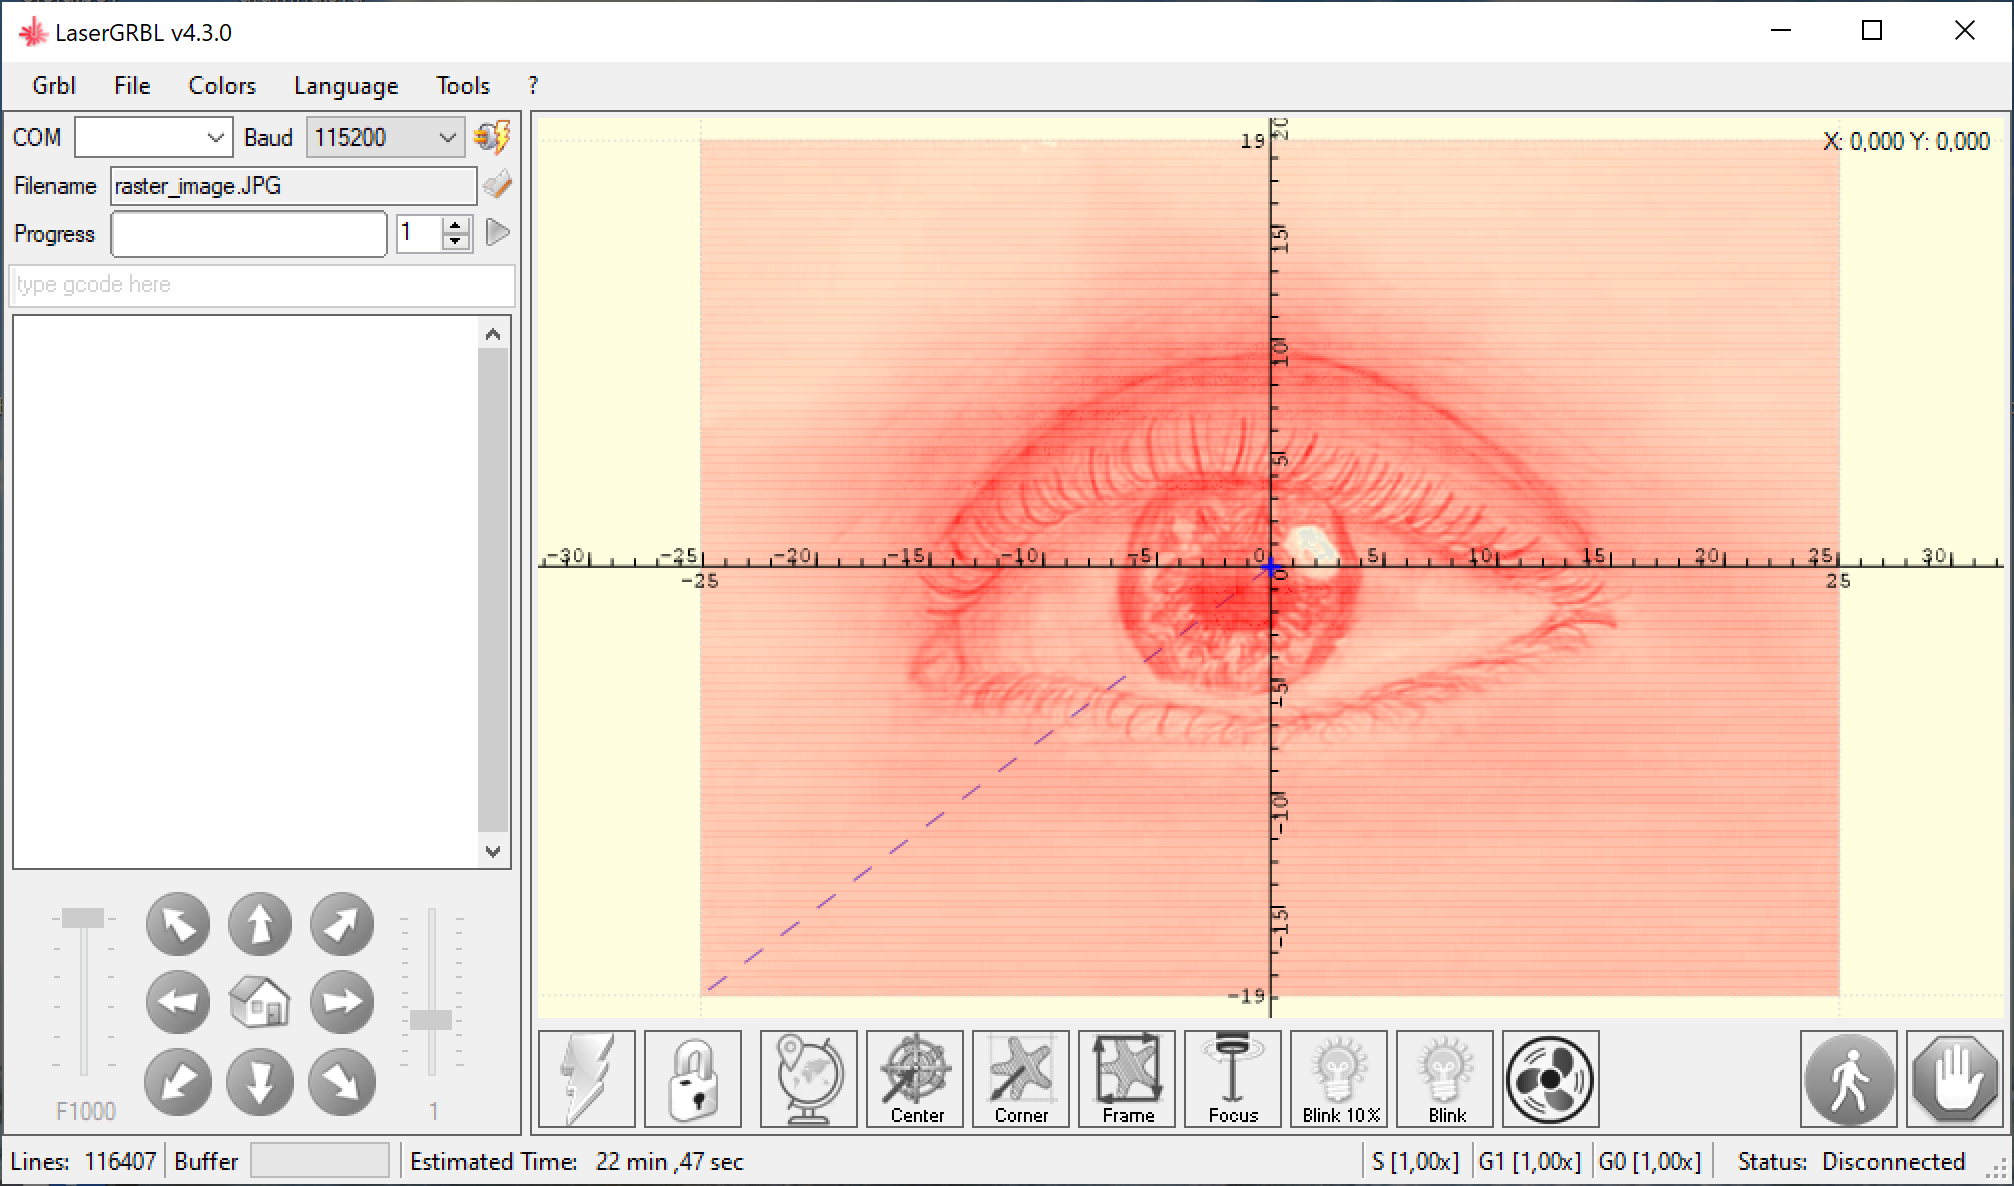 LaserGRBL v4.3.0
Grbl File Colors Language Tools ?
COM Baud 115200
Filename raster_image.JPG
Progress 1
type gcode here
X: 0,000 Y: 0,000
19 20
15
10
5
-30 -25 -20 -15 -10 -5 0 5 10 15 20 25 30
-25 0 25
-5
-10
-15
-19
F1000 1
Center Corner Frame Focus Blink 10% Blink
Lines: 116407 Buffer Estimated Time: 22 min ,47 sec S [1,00x] G1 [1,00x] G0 [1,00x] Status: Disconnected